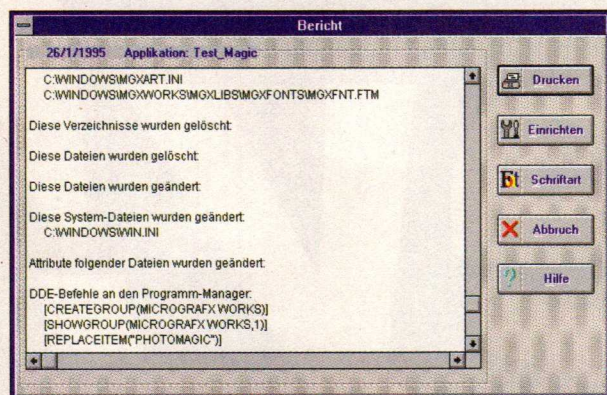 Bericht
26/1/1995 Applikation: Test_Magic
C:\WINDOWS\MGXART.INI
C:\WINDOWS\MGXWORKS\MGXLIBS\MGXFONTS\MGXFNT.FTM
Diese Verzeichnisse wurden gelöscht:
Diese Dateien wurden gelöscht:
Diese Dateien wurden geändert:
Diese System-Dateien wurden geändert:
C:\WINDOWS\WIN.INI
Attribute folgender Dateien wurden geändert:
DDE-Befehle an den Programm-Manager:
[CREATEGROUP(MICROGRAFX WORKS)]
[SHOWGROUP(MICROGRAFX WORKS,1)]
[REPLACEITEM("PHOTOMAGIC")]
Drucken
Einrichten
Schriftart
Abbruch
Hilfe